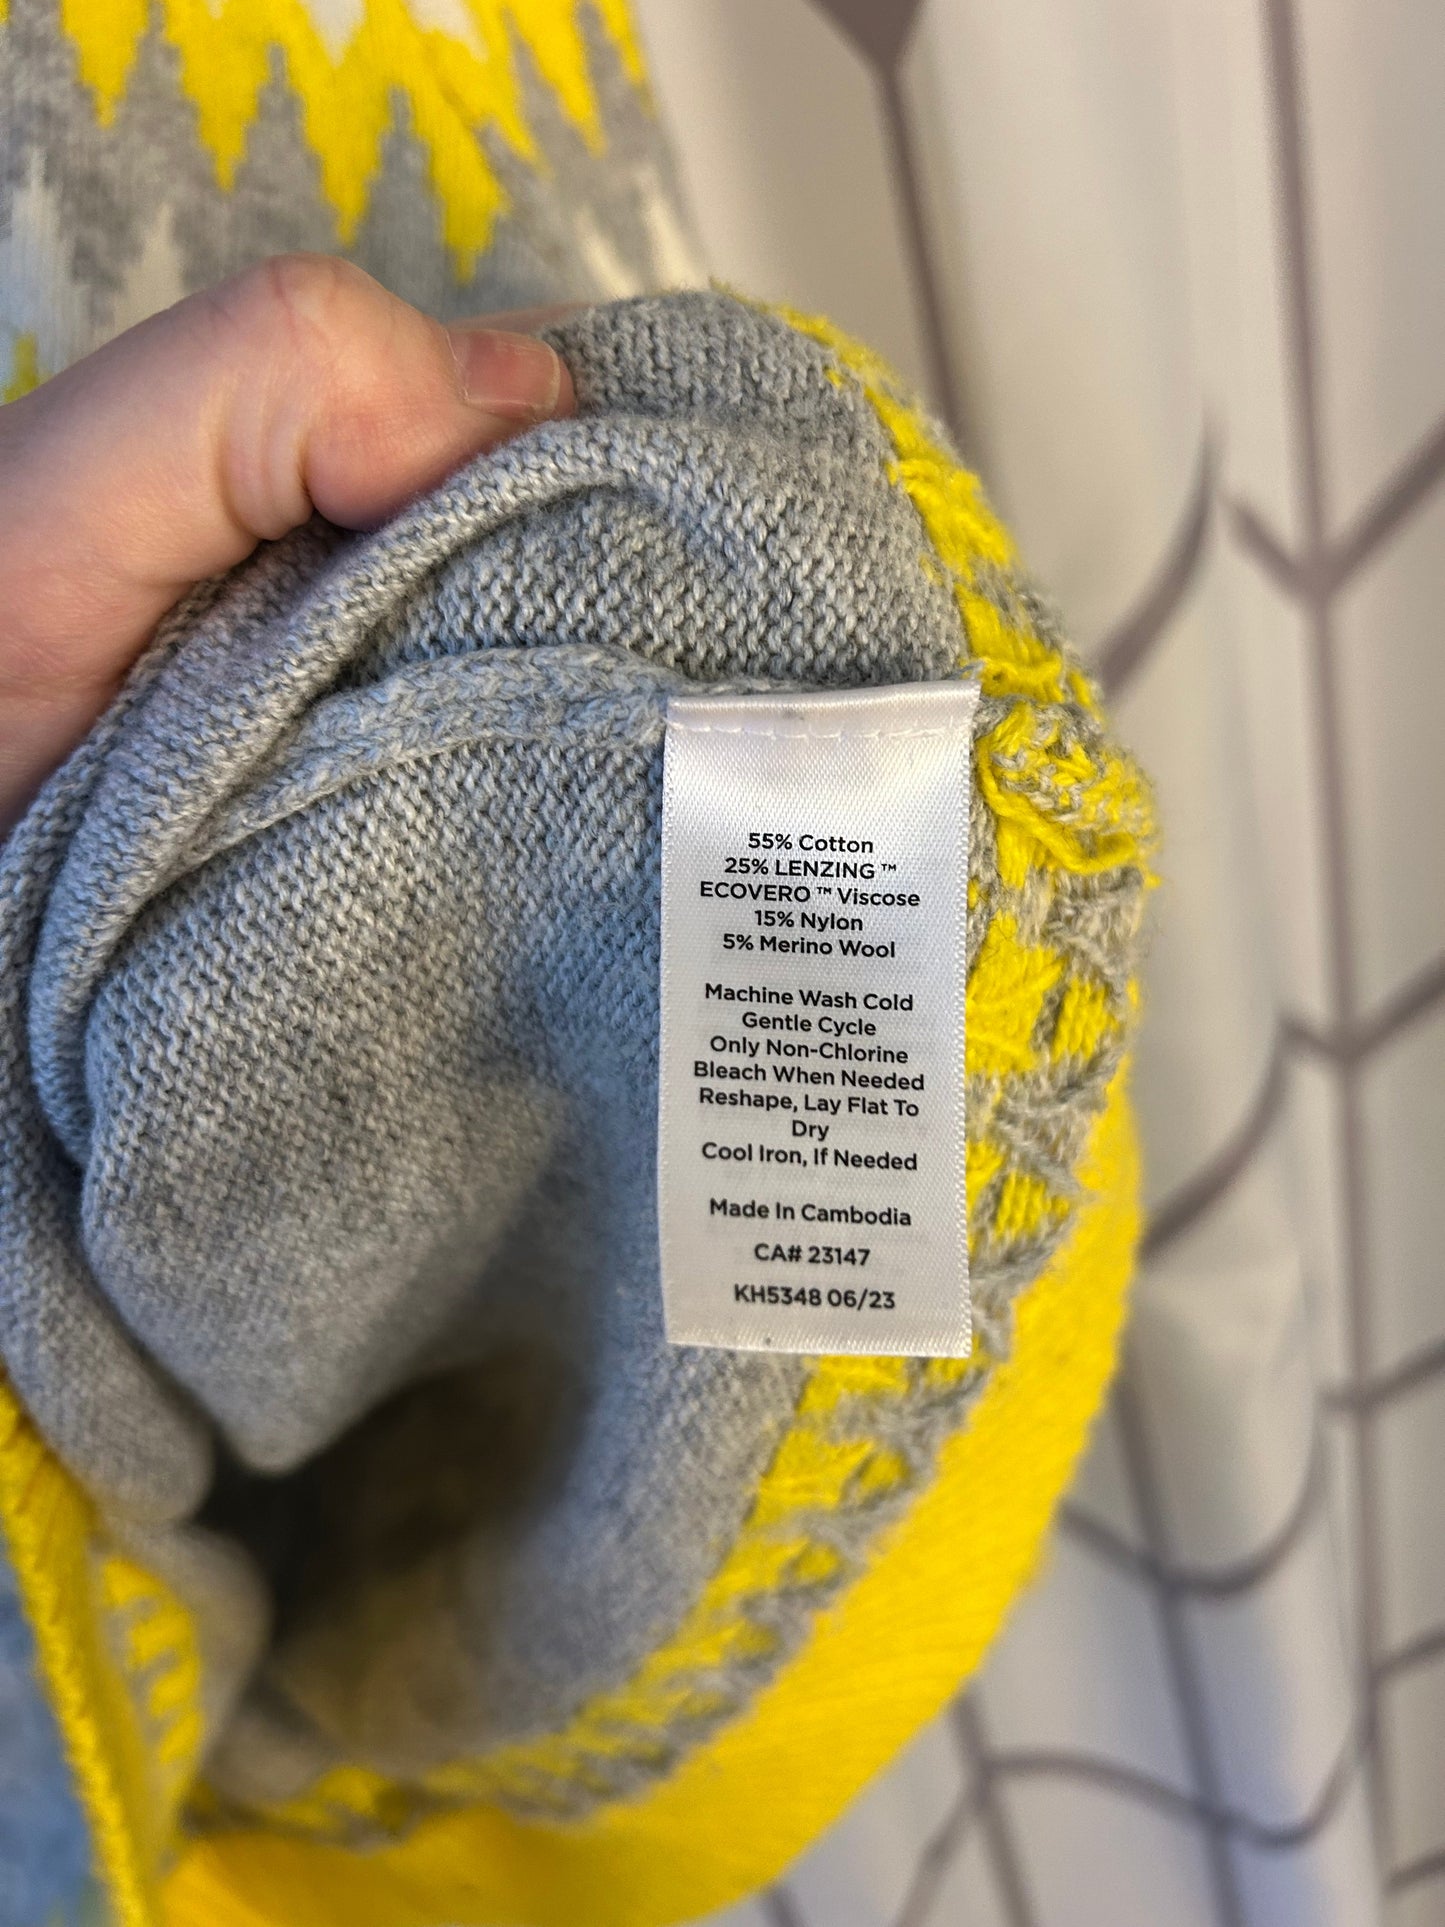 55% Cotton
25% LENZING ™
ECOVERO ™ Viscose
15% Nylon
5% Merino Wool
Machine Wash Cold
Gentle Cycle
Only Non-Chlorine
Bleach When Needed
Reshape, Lay Flat To
Dry
Cool Iron, If Needed
Made In Cambodia
CA# 23147
KH5348 06/23